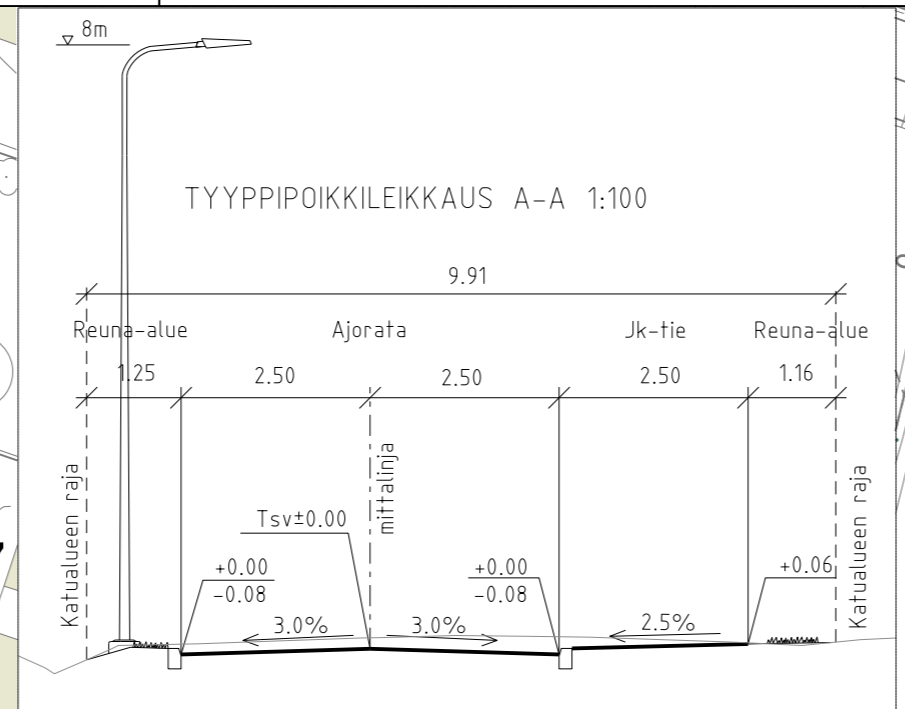 8m
TYYPPIPOIKKILEIKKAUS A-A 1:100
9.91
Reuna-alue Ajorata Jk-tie Reuna-alue
1.25 2.50 2.50 2.50 1.16
Katualueen raja
mittalinja
Katualueen raja
Tsv±0.00
+0.00 +0.00 +0.06
-0.08 -0.08
3.0% 3.0% 2.5%